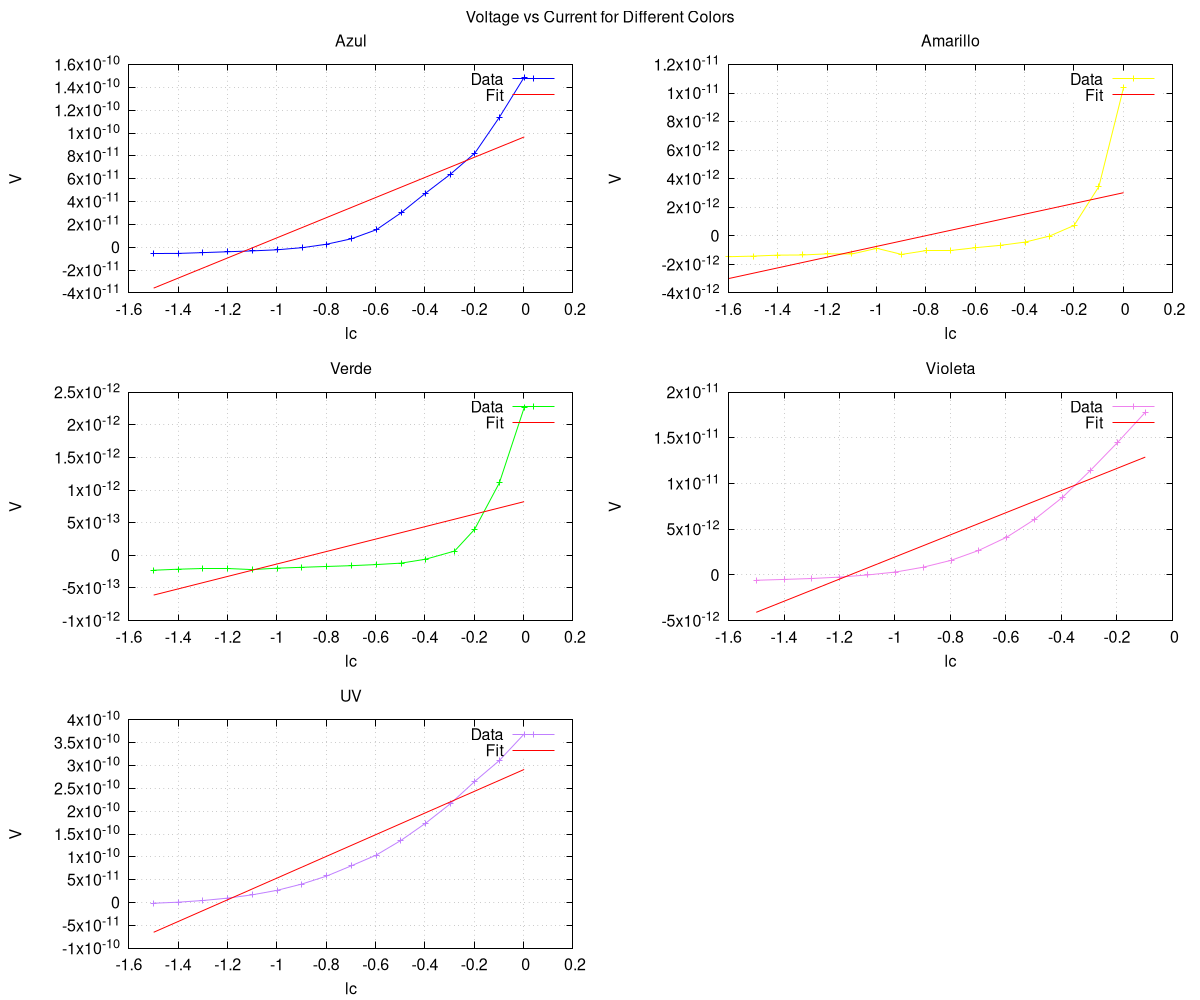 Voltage vs Current for Different Colors
Azul
1.6x10^-10
1.4x10^-10
1.2x10^-10
1x10^-10
8x10^-11
6x10^-11
4x10^-11
2x10^-11
0
-2x10^-11
-4x10^-11
-1.6 -1.4 -1.2 -1 -0.8 -0.6 -0.4 -0.2 0 0.2
V
Ic
Data
Fit
Amarillo
1.2x10^-11
1x10^-11
8x10^-12
6x10^-12
4x10^-12
2x10^-12
0
-2x10^-12
-4x10^-12
-1.6 -1.4 -1.2 -1 -0.8 -0.6 -0.4 -0.2 0 0.2
V
Ic
Data
Fit
Verde
2.5x10^-12
2x10^-12
1.5x10^-12
1x10^-12
5x10^-13
0
-5x10^-13
-1x10^-12
-1.6 -1.4 -1.2 -1 -0.8 -0.6 -0.4 -0.2 0 0.2
V
Ic
Data
Fit
Violeta
2x10^-11
1.5x10^-11
1x10^-11
5x10^-12
0
-5x10^-12
-1.6 -1.4 -1.2 -1 -0.8 -0.6 -0.4 -0.2 0
V
Ic
Data
Fit
UV
4x10^-10
3.5x10^-10
3x10^-10
2.5x10^-10
2x10^-10
1.5x10^-10
1x10^-10
5x10^-11
0
-5x10^-11
-1x10^-10
-1.6 -1.4 -1.2 -1 -0.8 -0.6 -0.4 -0.2 0 0.2
V
Ic
Data
Fit